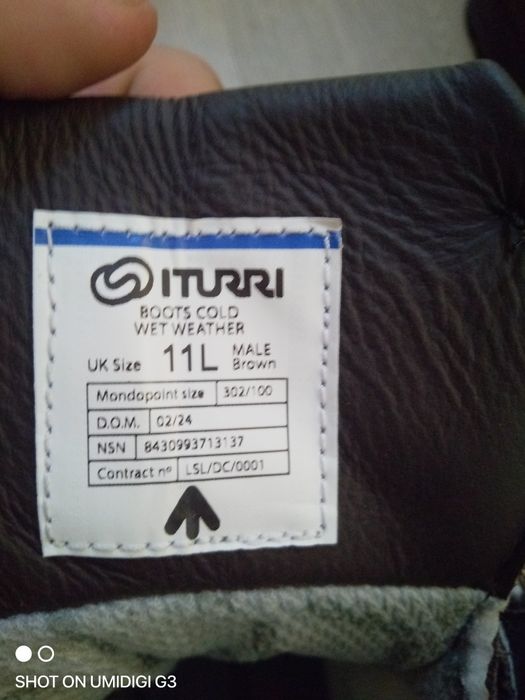 ITURRI
BOOTS COLD
WET WEATHER
UK Size 11L MALE Brown
Mondopoint size 302/100
D.O.M. 02/24
NSN 8430993713137
Contract nº LSL/DC/0001
SHOT ON UMIDIGI G3